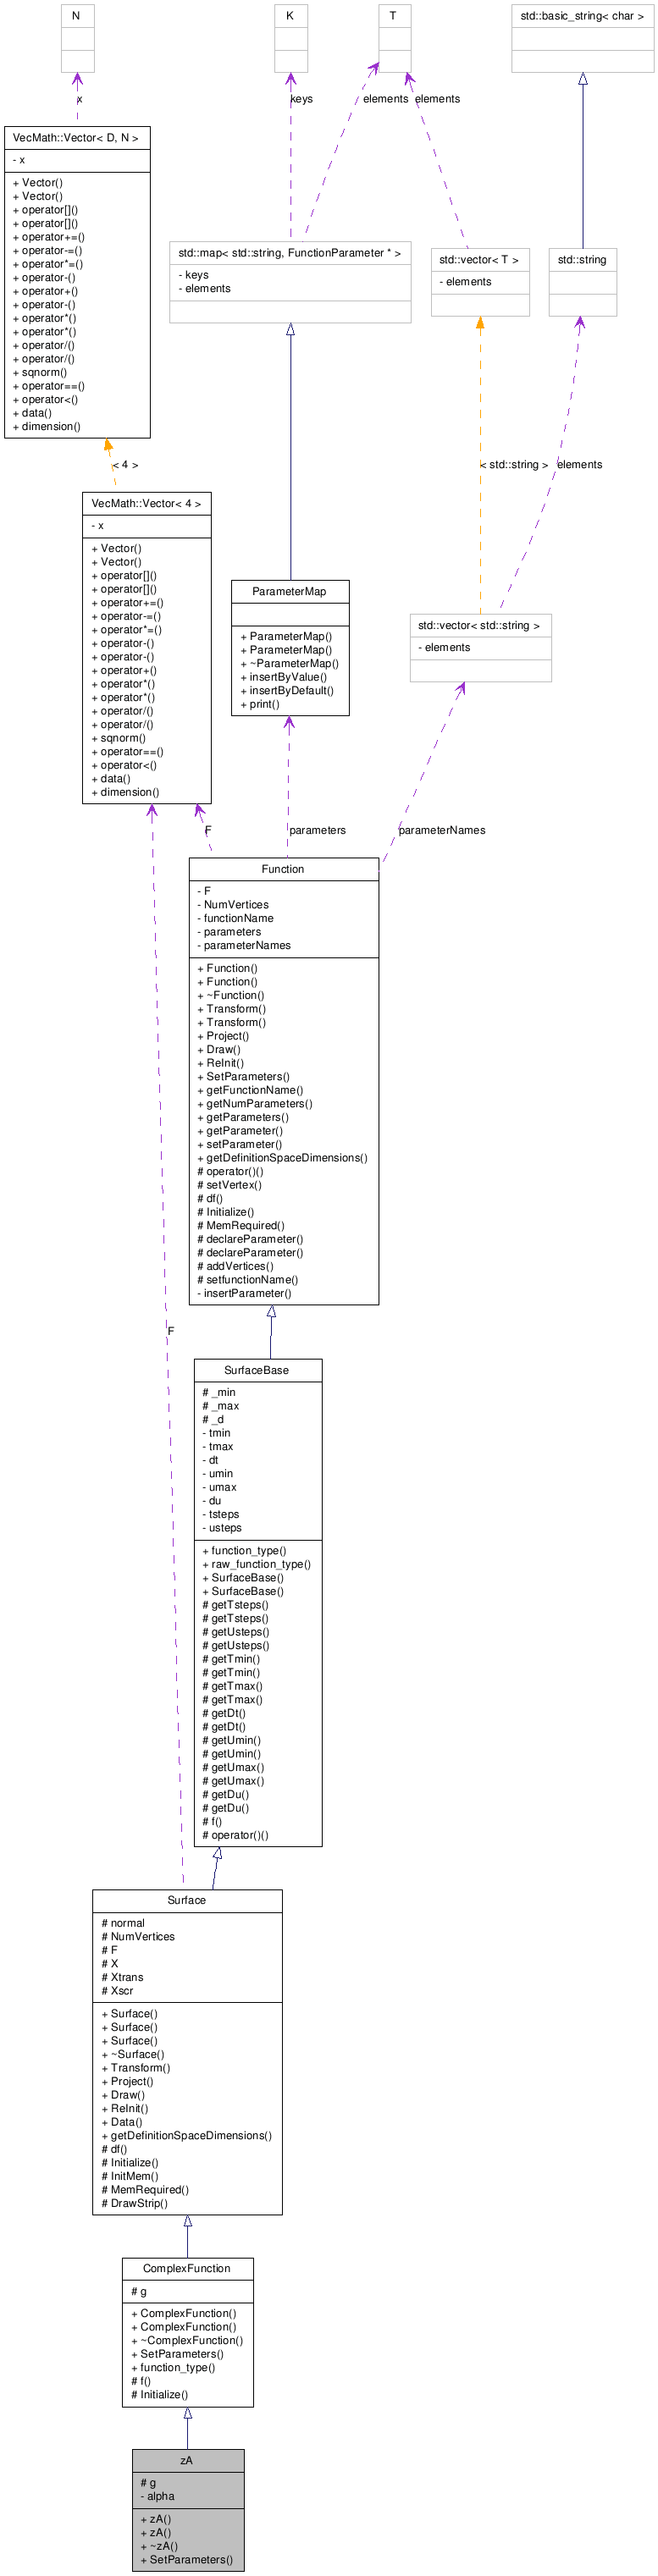 N
K
T
std::basic_string< char >
x
keys
elements
elements
VecMath::Vector< D, N >
- x
+ Vector()
+ Vector()
+ operator[]()
+ operator[]()
+ operator+=()
+ operator-=()
+ operator*=()
+ operator-()
+ operator+()
+ operator-()
+ operator*()
+ operator*()
+ operator/()
+ operator/()
+ sqnorm()
+ operator==()
+ operator<()
+ data()
+ dimension()
std::map< std::string, FunctionParameter * >
- keys
- elements
std::vector< T >
- elements
std::string
< 4 >
< std::string >
elements
VecMath::Vector< 4 >
- x
+ Vector()
+ Vector()
+ operator[]()
+ operator[]()
+ operator+=()
+ operator-=()
+ operator*=()
+ operator-()
+ operator-()
+ operator+()
+ operator*()
+ operator*()
+ operator/()
+ operator/()
+ sqnorm()
+ operator==()
+ operator<()
+ data()
+ dimension()
ParameterMap
+ ParameterMap()
+ ParameterMap()
+ ~ParameterMap()
+ insertByValue()
+ insertByDefault()
+ print()
std::vector< std::string >
- elements
F
parameters
parameterNames
Function
- F
- NumVertices
- functionName
- parameters
- parameterNames
+ Function()
+ Function()
+ ~Function()
+ Transform()
+ Transform()
+ Project()
+ Draw()
+ ReInit()
+ SetParameters()
+ getFunctionName()
+ getNumParameters()
+ getParameters()
+ getParameter()
+ setParameter()
+ getDefinitionSpaceDimensions()
# operator()()
# setVertex()
# df()
# Initialize()
# MemRequired()
# declareParameter()
# declareParameter()
# addVertices()
# setfunctionName()
- insertParameter()
F
SurfaceBase
# _min
# _max
# _d
- tmin
- tmax
- dt
- umin
- umax
- du
- tsteps
- usteps
+ function_type()
+ raw_function_type()
+ SurfaceBase()
+ SurfaceBase()
# getTsteps()
# getTsteps()
# getUsteps()
# getUsteps()
# getTmin()
# getTmin()
# getTmax()
# getTmax()
# getDt()
# getDt()
# getUmin()
# getUmin()
# getUmax()
# getUmax()
# getDu()
# getDu()
# f()
# operator()()
Surface
# normal
# NumVertices
# F
# X
# Xtrans
# Xscr
+ Surface()
+ Surface()
+ Surface()
+ ~Surface()
+ Transform()
+ Project()
+ Draw()
+ ReInit()
+ Data()
+ getDefinitionSpaceDimensions()
# df()
# Initialize()
# InitMem()
# MemRequired()
# DrawStrip()
ComplexFunction
# g
+ ComplexFunction()
+ ComplexFunction()
+ ~ComplexFunction()
+ SetParameters()
+ function_type()
# f()
# Initialize()
zA
# g
- alpha
+ zA()
+ zA()
+ ~zA()
+ SetParameters()